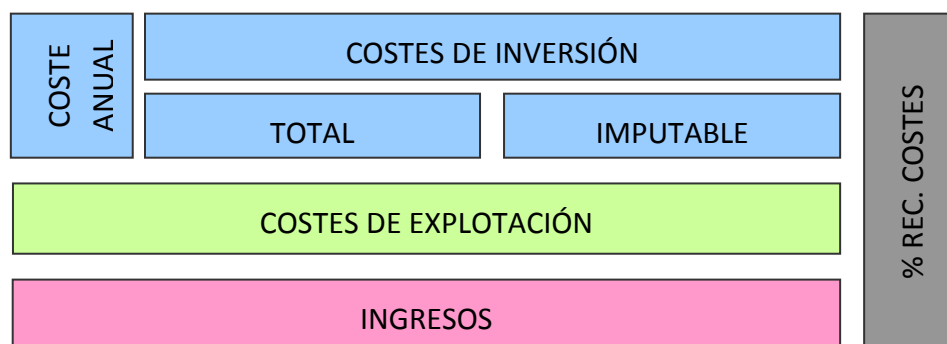 COSTE
ANUAL
COSTES DE INVERSIÓN
TOTAL
IMPUTABLE
COSTES DE EXPLOTACIÓN
INGRESOS
% REC. COSTES